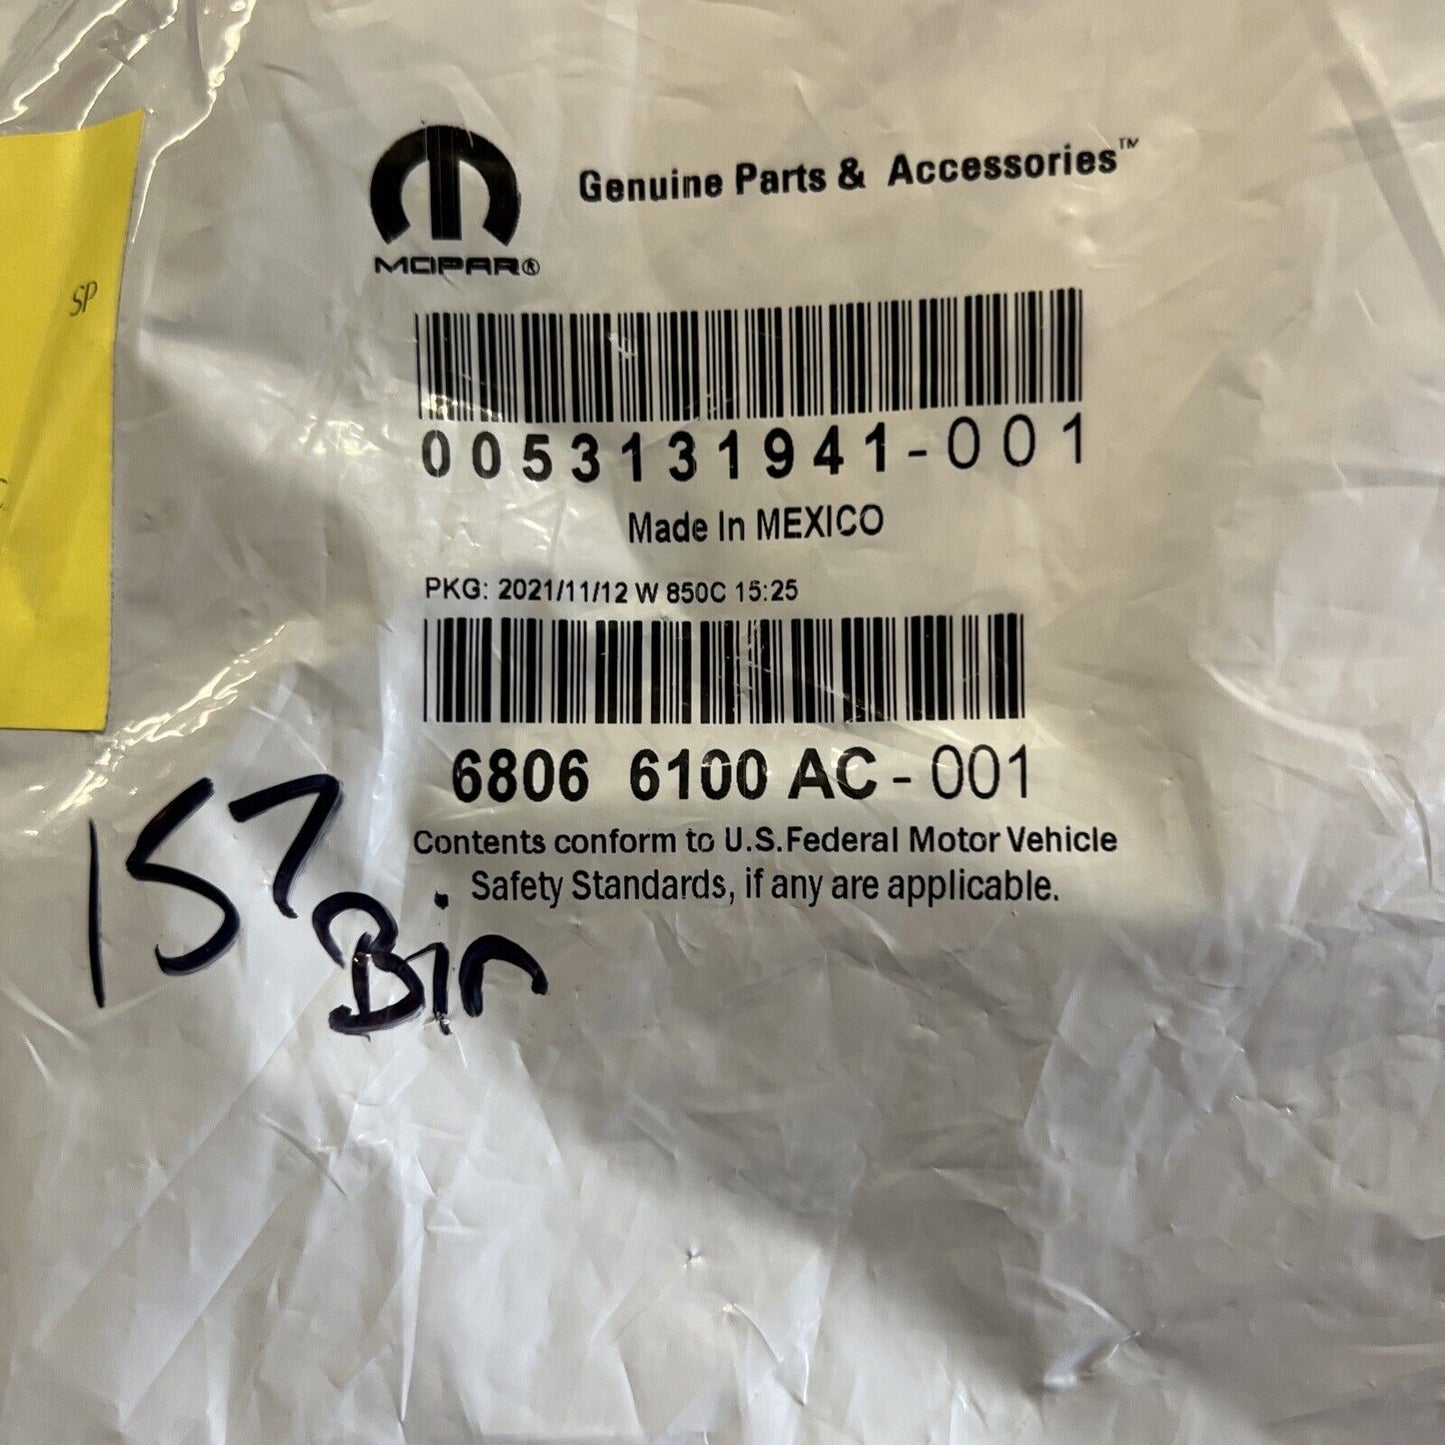 Genuine Parts & Accessories™
MOPAR®
SP
0053131941-001
Made In MEXICO
C
PKG: 2021/11/12 W 850C 15:25
6806 6100 AC-001
Contents conform to U.S.Federal Motor Vehicle
Safety Standards, if any are applicable.
157
Bin